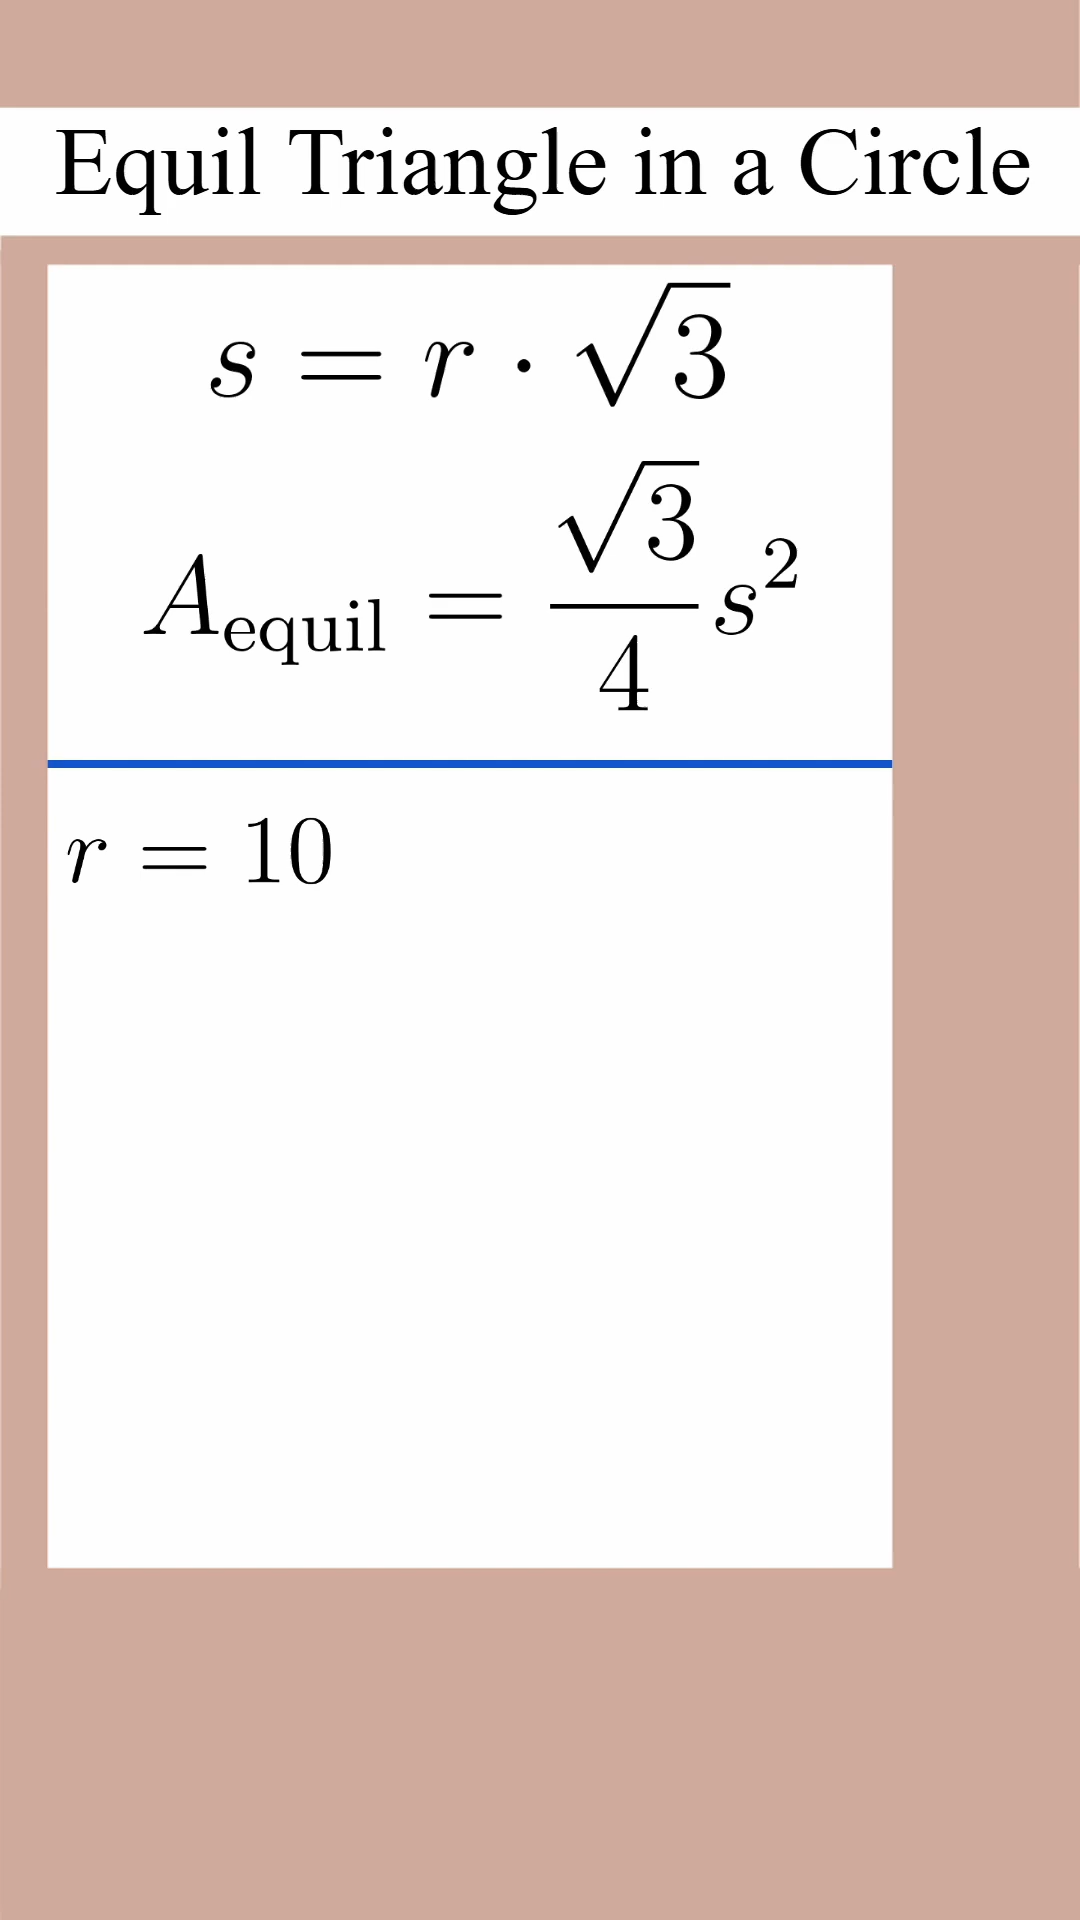 Equil Triangle in a Circle
s = r · √3
A_equil = √3/4 s²
r = 10